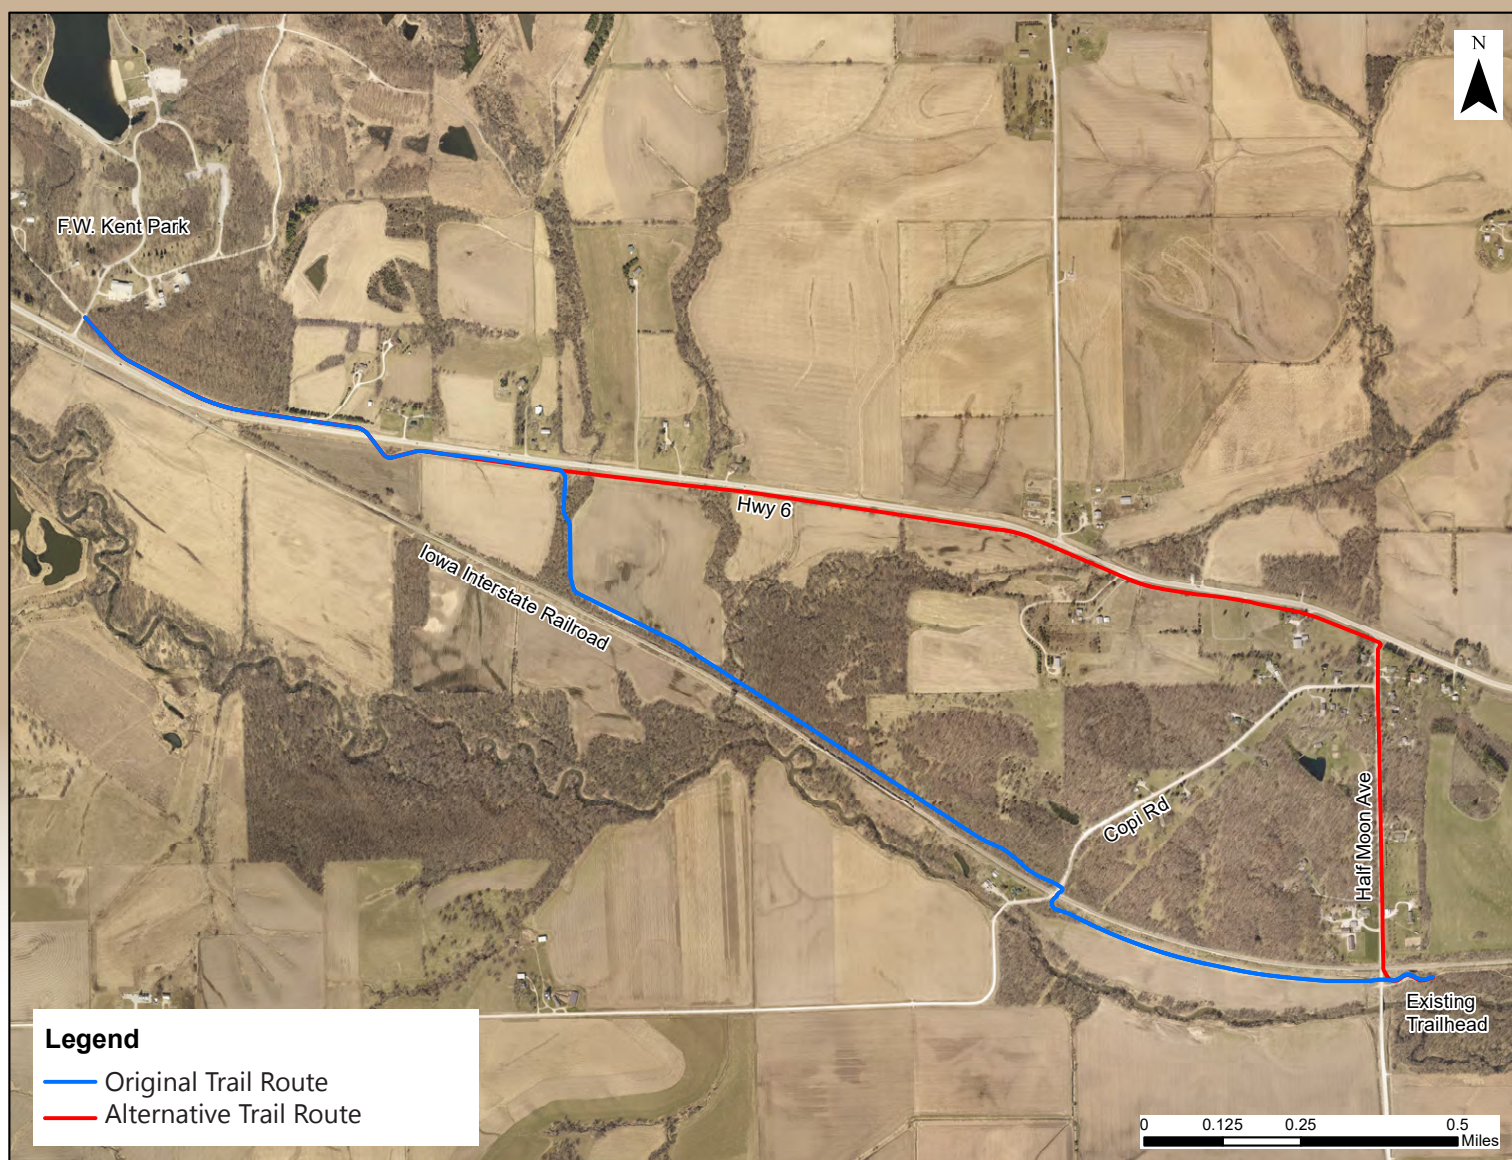 N
F.W. Kent Park
Hwy 6
Iowa Interstate Railroad
Copi Rd
Half Moon Ave
Existing
Trailhead
Legend
Original Trail Route
Alternative Trail Route
0 0.125 0.25 0.5
Miles